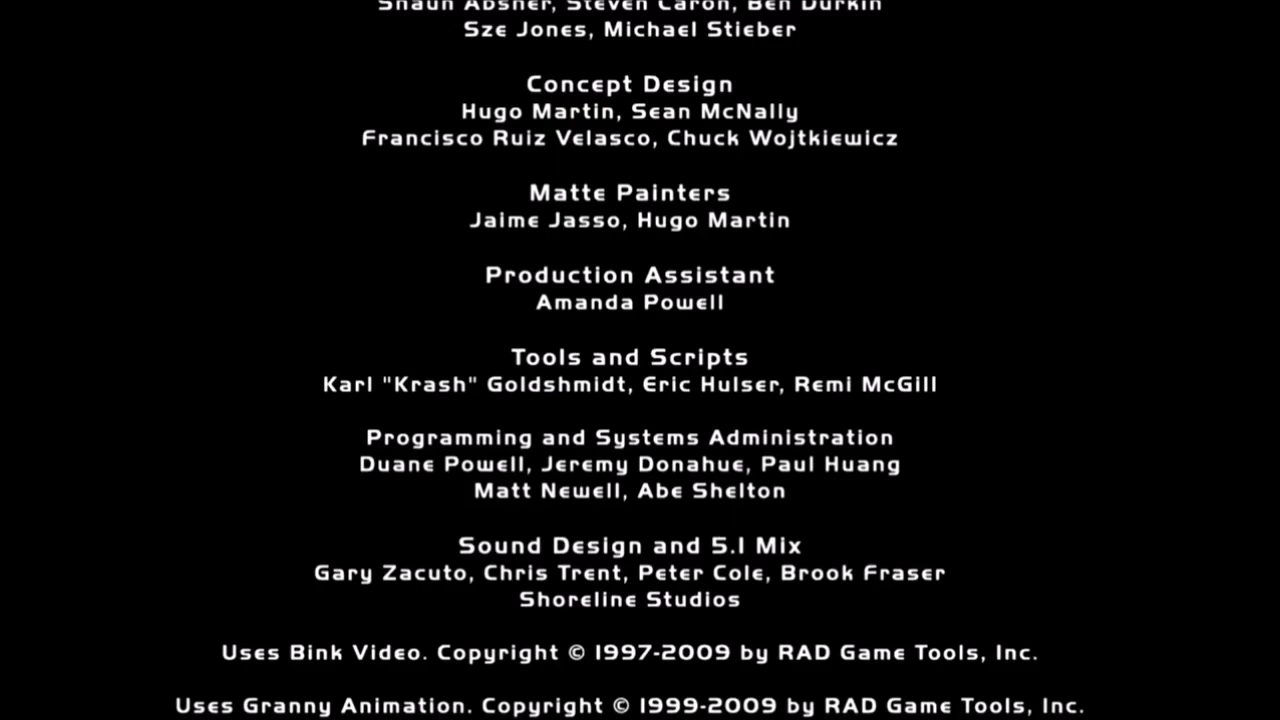 Shaun Absher, Steven Caron, Ben Durkin
Sze Jones, Michael Stieber
Concept Design
Hugo Martin, Sean McNally
Francisco Ruiz Velasco, Chuck Wojtkiewicz
Matte Painters
Jaime Jasso, Hugo Martin
Production Assistant
Amanda Powell
Tools and Scripts
Karl "Krash" Goldshmidt, Eric Hulser, Remi McGill
Programming and Systems Administration
Duane Powell, Jeremy Donahue, Paul Huang
Matt Newell, Abe Shelton
Sound Design and 5.1 Mix
Gary Zacuto, Chris Trent, Peter Cole, Brook Fraser
Shoreline Studios
Uses Bink Video. Copyright © 1997-2009 by RAD Game Tools, Inc.
Uses Granny Animation. Copyright © 1999-2009 by RAD Game Tools, Inc.